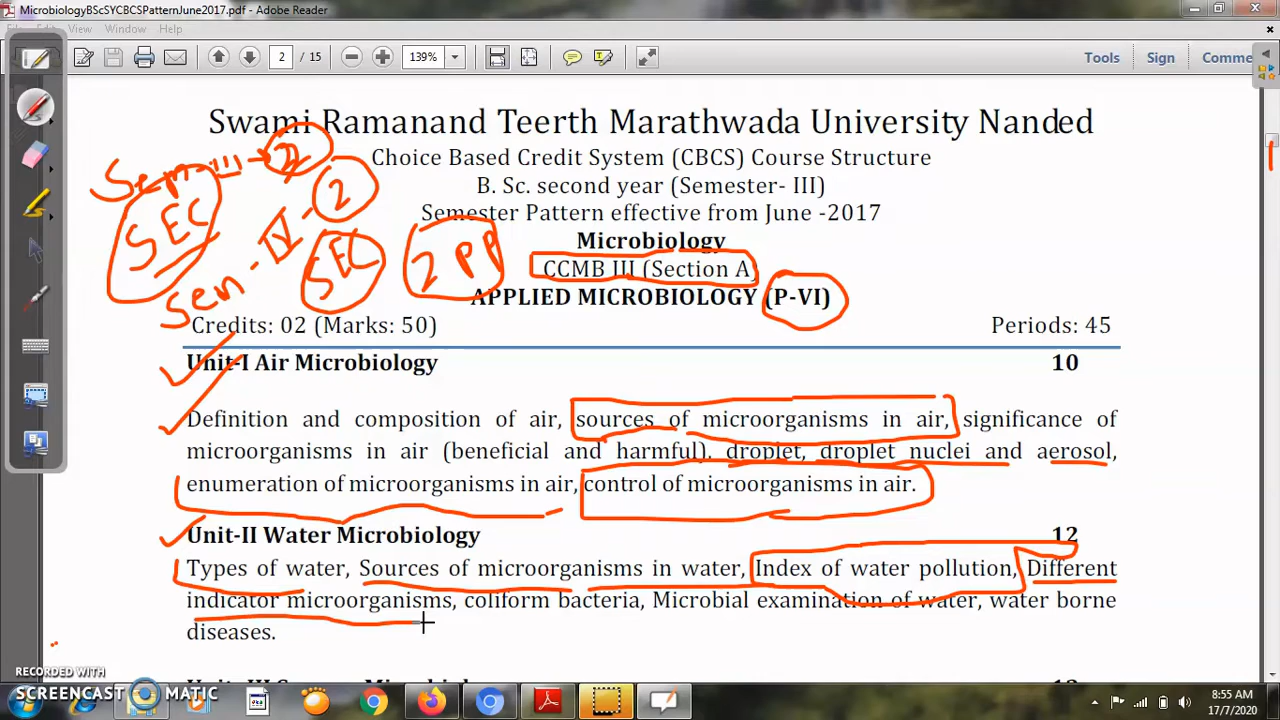 MicrobiologyBScSYCBCSPatternJune2017.pdf - Adobe Reader
File Edit View Window Help
2 / 15 139% Tools Sign Comme
Swami Ramanand Teerth Marathwada University Nanded
Choice Based Credit System (CBCS) Course Structure
B. Sc. second year (Semester- III)
Semester Pattern effective from June -2017
Microbiology
CCMB III (Section A)
APPLIED MICROBIOLOGY (P-VI)
Sem-III → 2
SEC
Sem-IV-2
SEC
2 PP
Credits: 02 (Marks: 50) Periods: 45
Unit-I Air Microbiology 10
Definition and composition of air, sources of microorganisms in air, significance of
microorganisms in air (beneficial and harmful). droplet, droplet nuclei and aerosol,
enumeration of microorganisms in air, control of microorganisms in air.
Unit-II Water Microbiology 12
Types of water, Sources of microorganisms in water, Index of water pollution, Different
indicator microorganisms, coliform bacteria, Microbial examination of water, water borne
diseases.
RECORDED WITH
SCREENCAST MATIC
8:55 AM
17/7/2020